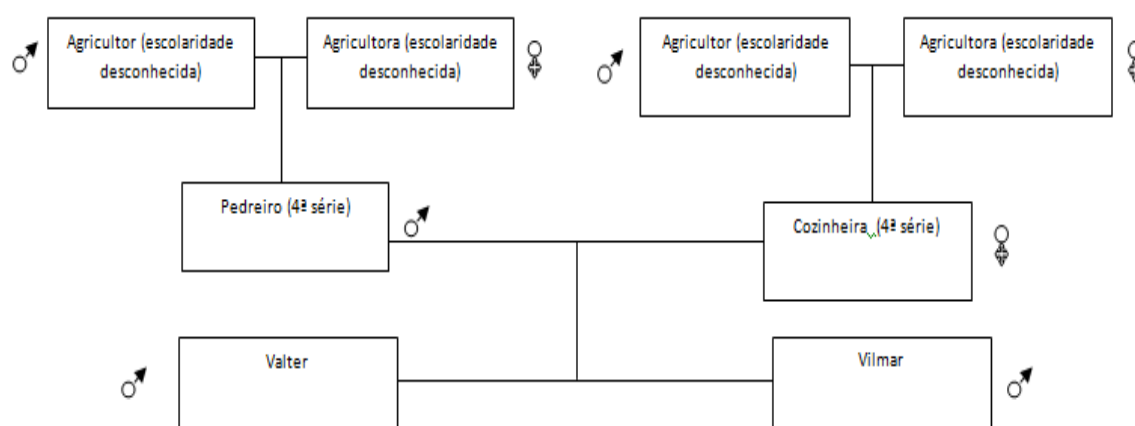 Agricultor (escolaridade
desconhecida)
Agricultora (escolaridade
desconhecida)
Agricultor (escolaridade
desconhecida)
Agricultora (escolaridade
desconhecida)
Pedreiro (4ª série)
Cozinheira (4ª série)
Valter
Vilmar